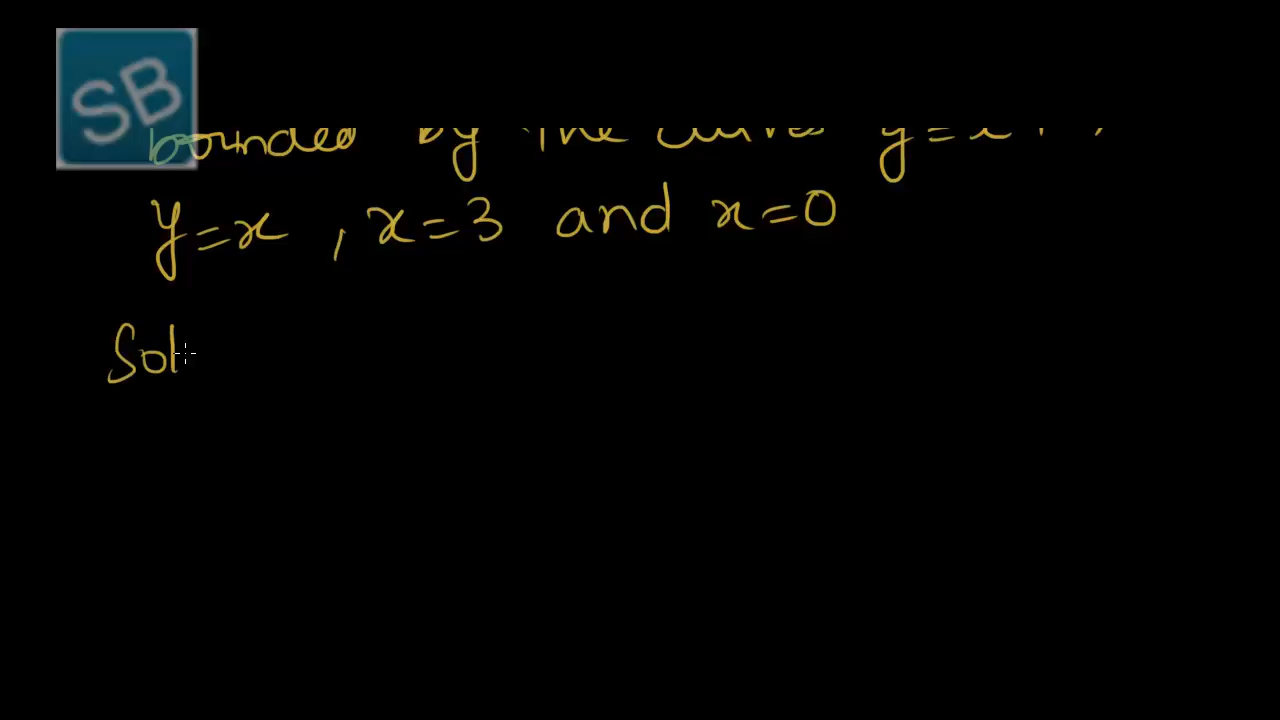 SB
bounded by the curves y=x
y=x , x=3 and x=0
Sol